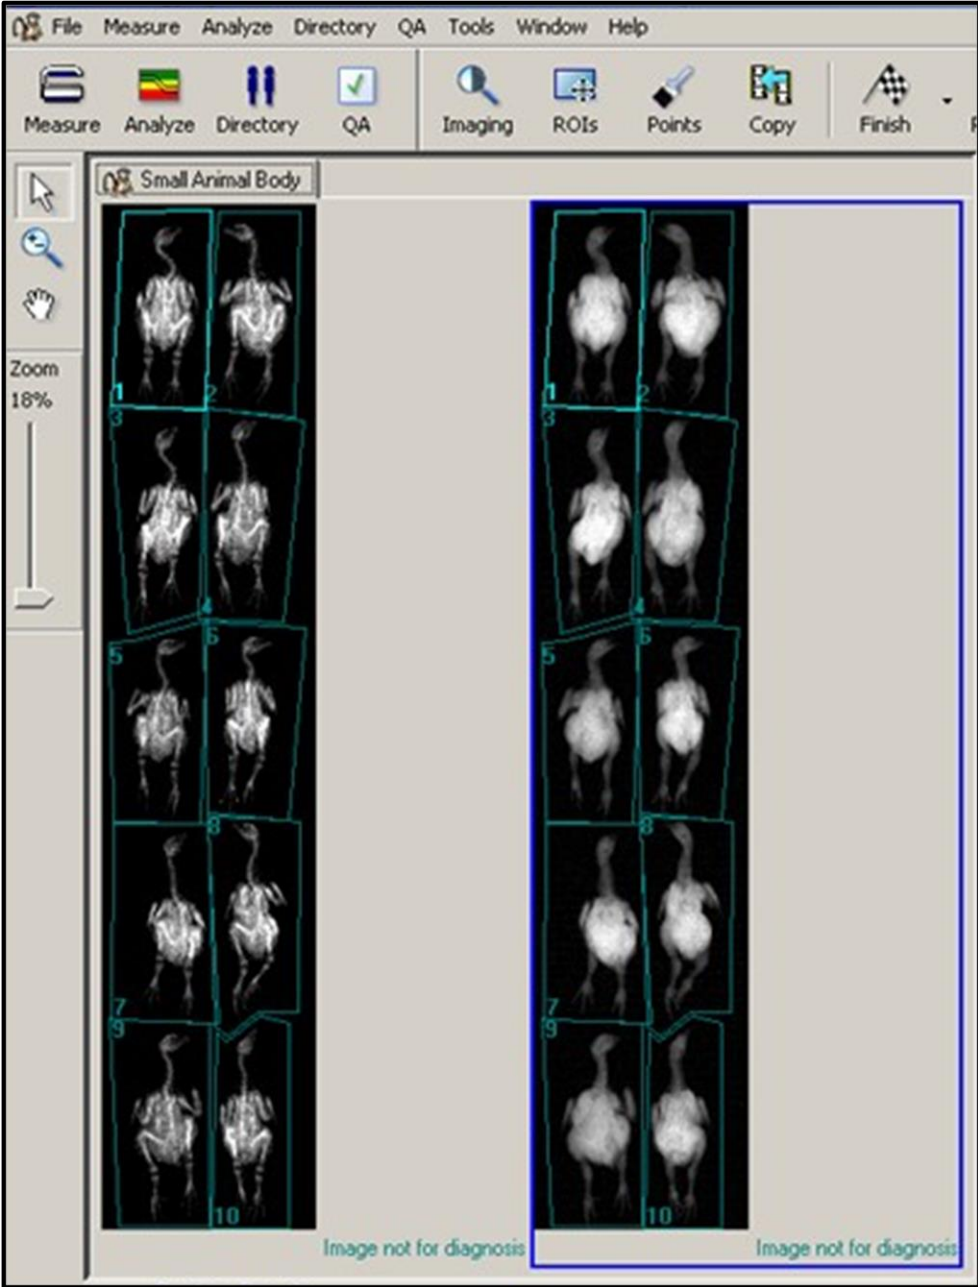 File Measure Analyze Directory QA Tools Window Help
Measure Analyze Directory QA Imaging ROIs Points Copy Finish
Small Animal Body
Zoom
18%
1 2
3
4
5 6
7 8
9
10
1 2
3
4
5 6
7 8
9
10
Image not for diagnosis
Image not for diagnosis